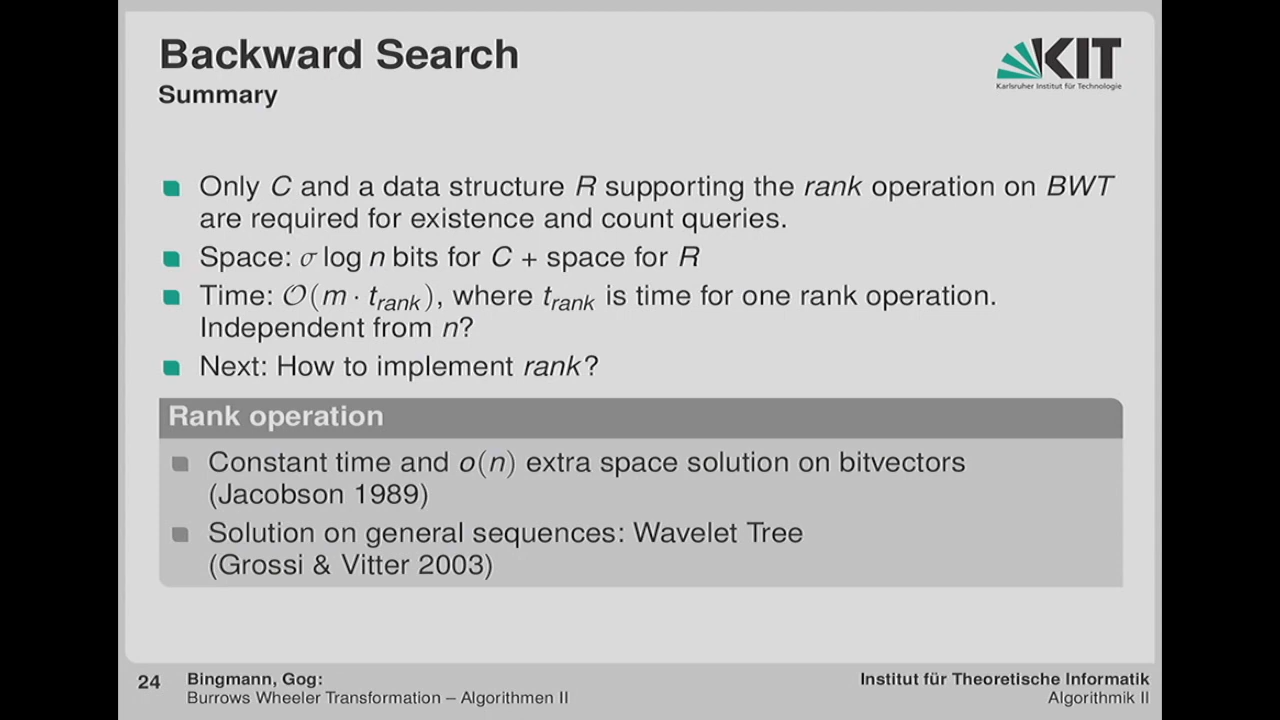 Backward Search
Summary
KIT
Karlsruher Institut für Technologie
Only C and a data structure R supporting the rank operation on BWT
are required for existence and count queries.
Space: σ log n bits for C + space for R
Time: O(m · t_rank), where t_rank is time for one rank operation.
Independent from n?
Next: How to implement rank?
Rank operation
Constant time and o(n) extra space solution on bitvectors
(Jacobson 1989)
Solution on general sequences: Wavelet Tree
(Grossi & Vitter 2003)
24
Bingmann, Gog:
Burrows Wheeler Transformation – Algorithmen II
Institut für Theoretische Informatik
Algorithmik II